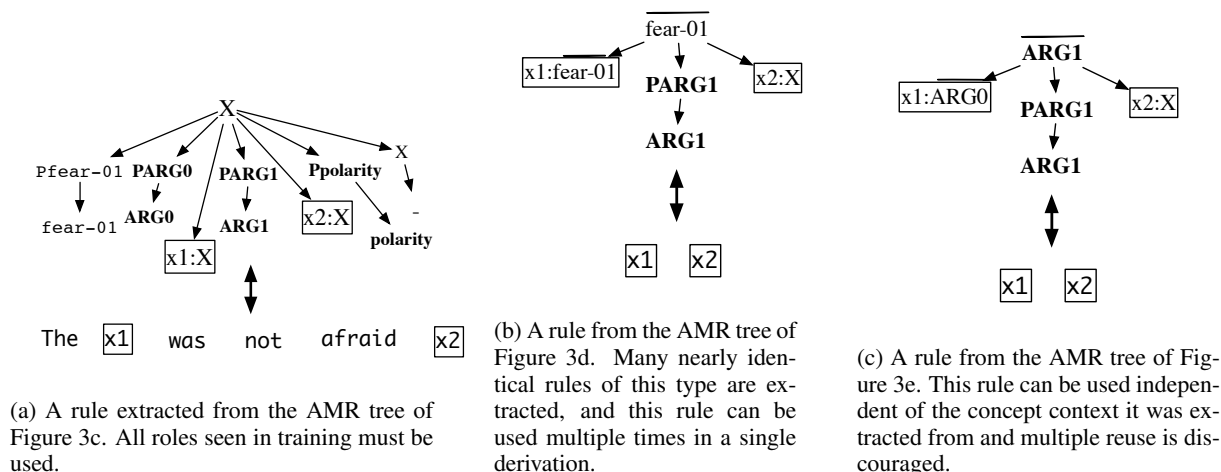 X
Pfear-01 PARG0 PARG1 Ppolarity X
fear-01 ARG0 ARG1 x2:X polarity -
x1:X
The x1 was not afraid x2
(a) A rule extracted from the AMR tree of
Figure 3c. All roles seen in training must be
used.
fear-01
x1:fear-01 PARG1 x2:X
ARG1
x1 x2
(b) A rule from the AMR tree of
Figure 3d. Many nearly iden-
tical rules of this type are ex-
tracted, and this rule can be
used multiple times in a single
derivation.
ARG1
x1:ARG0 PARG1 x2:X
ARG1
x1 x2
(c) A rule from the AMR tree of Fig-
ure 3e. This rule can be used indepen-
dent of the concept context it was ex-
tracted from and multiple reuse is dis-
couraged.